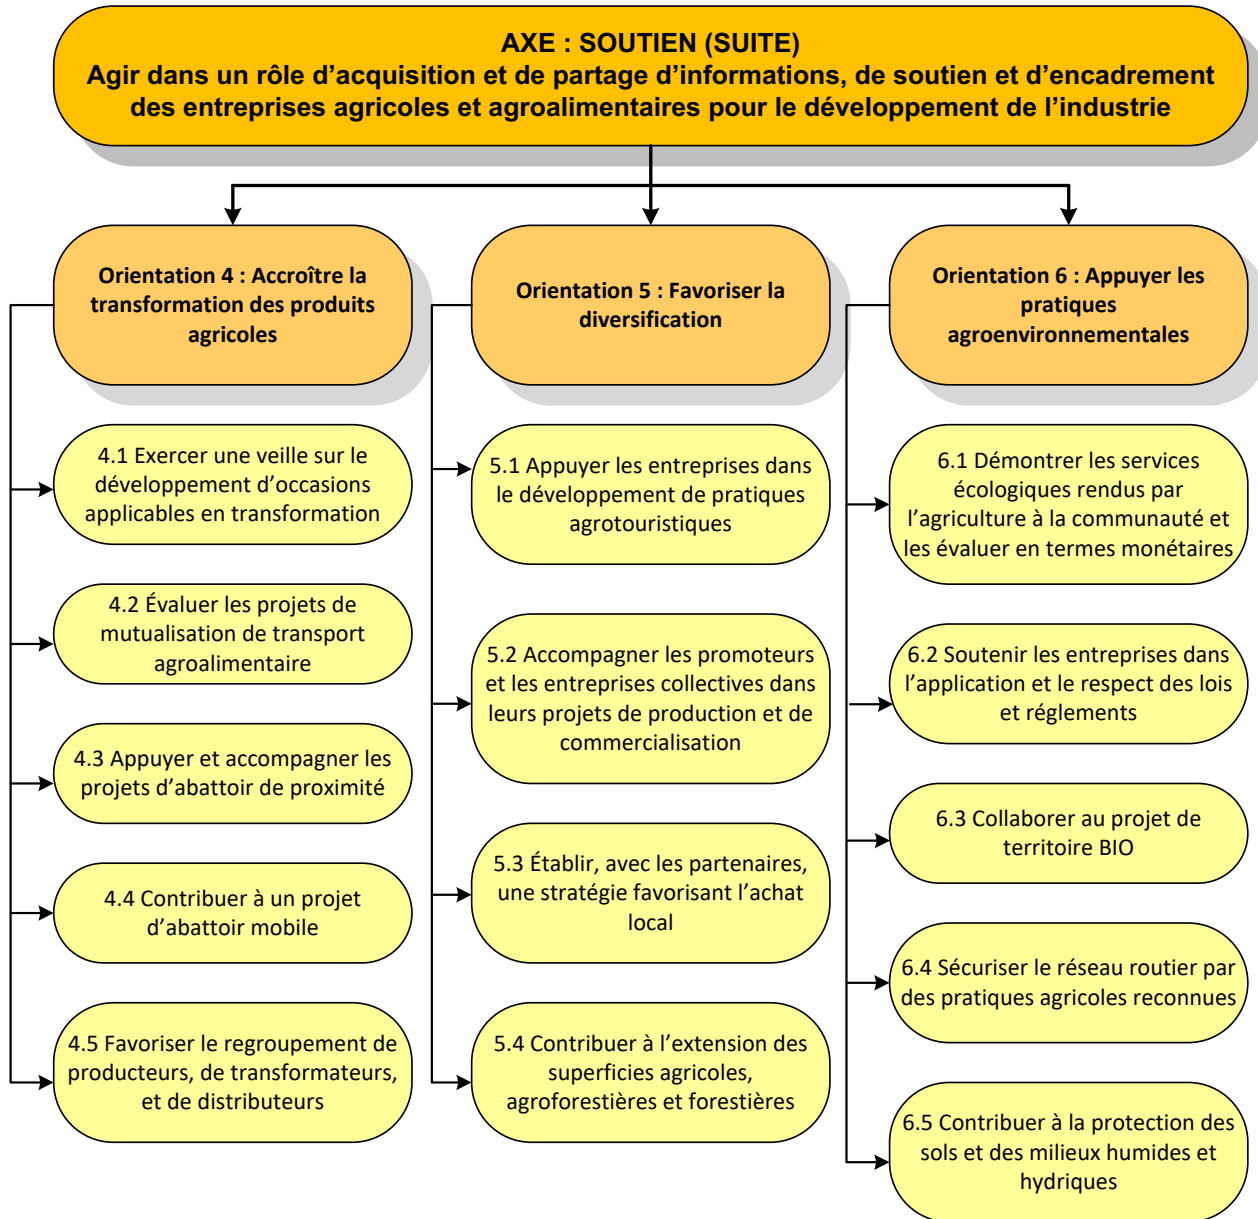 AXE : SOUTIEN (SUITE)
Agir dans un rôle d'acquisition et de partage d'informations, de soutien et d'encadrement
des entreprises agricoles et agroalimentaires pour le développement de l'industrie
Orientation 4 : Accroître la
transformation des produits
agricoles
4.1 Exercer une veille sur le
développement d'occasions
applicables en transformation
4.2 Évaluer les projets de
mutualisation de transport
agroalimentaire
4.3 Appuyer et accompagner les
projets d'abattoir de proximité
4.4 Contribuer à un projet
d'abattoir mobile
4.5 Favoriser le regroupement de
producteurs, de transformateurs,
et de distributeurs
Orientation 5 : Favoriser la
diversification
5.1 Appuyer les entreprises dans
le développement de pratiques
agrotouristiques
5.2 Accompagner les promoteurs
et les entreprises collectives dans
leurs projets de production et de
commercialisation
5.3 Établir, avec les partenaires,
une stratégie favorisant l'achat
local
5.4 Contribuer à l'extension des
superficies agricoles,
agroforestières et forestières
Orientation 6 : Appuyer les
pratiques
agroenvironnementales
6.1 Démontrer les services
écologiques rendus par
l'agriculture à la communauté et
les évaluer en termes monétaires
6.2 Soutenir les entreprises dans
l'application et le respect des lois
et réglements
6.3 Collaborer au projet de
territoire BIO
6.4 Sécuriser le réseau routier par
des pratiques agricoles reconnues
6.5 Contribuer à la protection des
sols et des milieux humides et
hydriques